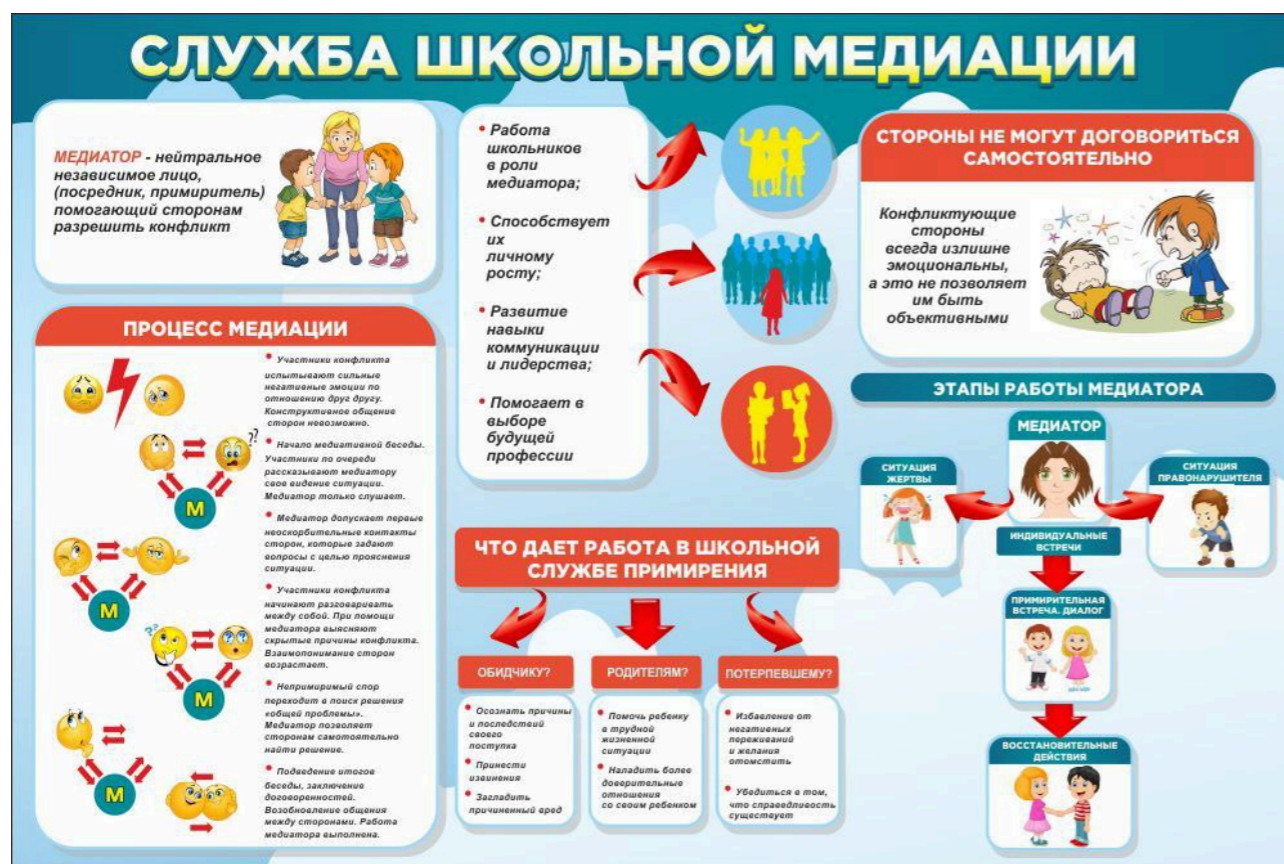 СЛУЖБА ШКОЛЬНОЙ МЕДИАЦИИ
МЕДИАТОР - нейтральное
независимое лицо,
(посредник, примиритель)
помогающий сторонам
разрешить конфликт
ПРОЦЕСС МЕДИАЦИИ
• Участники конфликта
испытывают сильные
негативные эмоции по
отношению друг другу.
Конструктивное общение
сторон невозможно.
??
• Начало медиативной беседы.
Участники по очереди
рассказывают медиатору
свое видение ситуации.
Медиатор только слушает.
М
• Медиатор допускает первые
неоскорбительные контакты
сторон, которые задают
вопросы с целью прояснения
ситуации.
М
• Участники конфликта
начинают разговаривать
между собой. При помощи
медиатора выясняют
скрытые причины конфликта.
Взаимопонимание сторон
возрастает.
??
М
• Непримиримый спор
переходит в поиск решения
«общей проблемы».
Медиатор позволяет
сторонам самотоятельно
найти решение.
М
• Подведение итогов
беседы, заключение
договоренностей.
Возобновление общения
между сторонами. Работа
медиатора выполнена.
• Работа
школьников
в роли
медиатора;
• Способствует
их
личному
росту;
• Развитие
навыки
коммуникации
и лидерства;
• Помогает в
выборе
будущей
профессии
ЧТО ДАЕТ РАБОТА В ШКОЛЬНОЙ
СЛУЖБЕ ПРИМИРЕНИЯ
ОБИДЧИКУ?
• Осознать причины
и последствий
своего
поступка
• Принести
извинения
• Загладить
причиненный вред
РОДИТЕЛЯМ?
• Помочь ребенку
в трудной
жизненной
ситуации
• Наладить более
доверительные
отношения
со своим ребенком
ПОТЕРПЕВШЕМУ?
• Избавление от
негативных
переживаний
и желания
отомстить
• Убедиться в том,
что справедливость
существует
СТОРОНЫ НЕ МОГУТ ДОГОВОРИТЬСЯ
САМОСТОЯТЕЛЬНО
Конфликтующие
стороны
всегда излишне
эмоциональны,
а это не позволяет
им быть
объективными
ЭТАПЫ РАБОТЫ МЕДИАТОРА
МЕДИАТОР
СИТУАЦИЯ
ЖЕРТВЫ
СИТУАЦИЯ
ПРАВОНАРУШИТЕЛЯ
ИНДИВИДУАЛЬНЫЕ
ВСТРЕЧИ
ПРИМИРИТЕЛЬНАЯ
ВСТРЕЧА. ДИАЛОГ
ВОССТАНОВИТЕЛЬНЫЕ
ДЕЙСТВИЯ